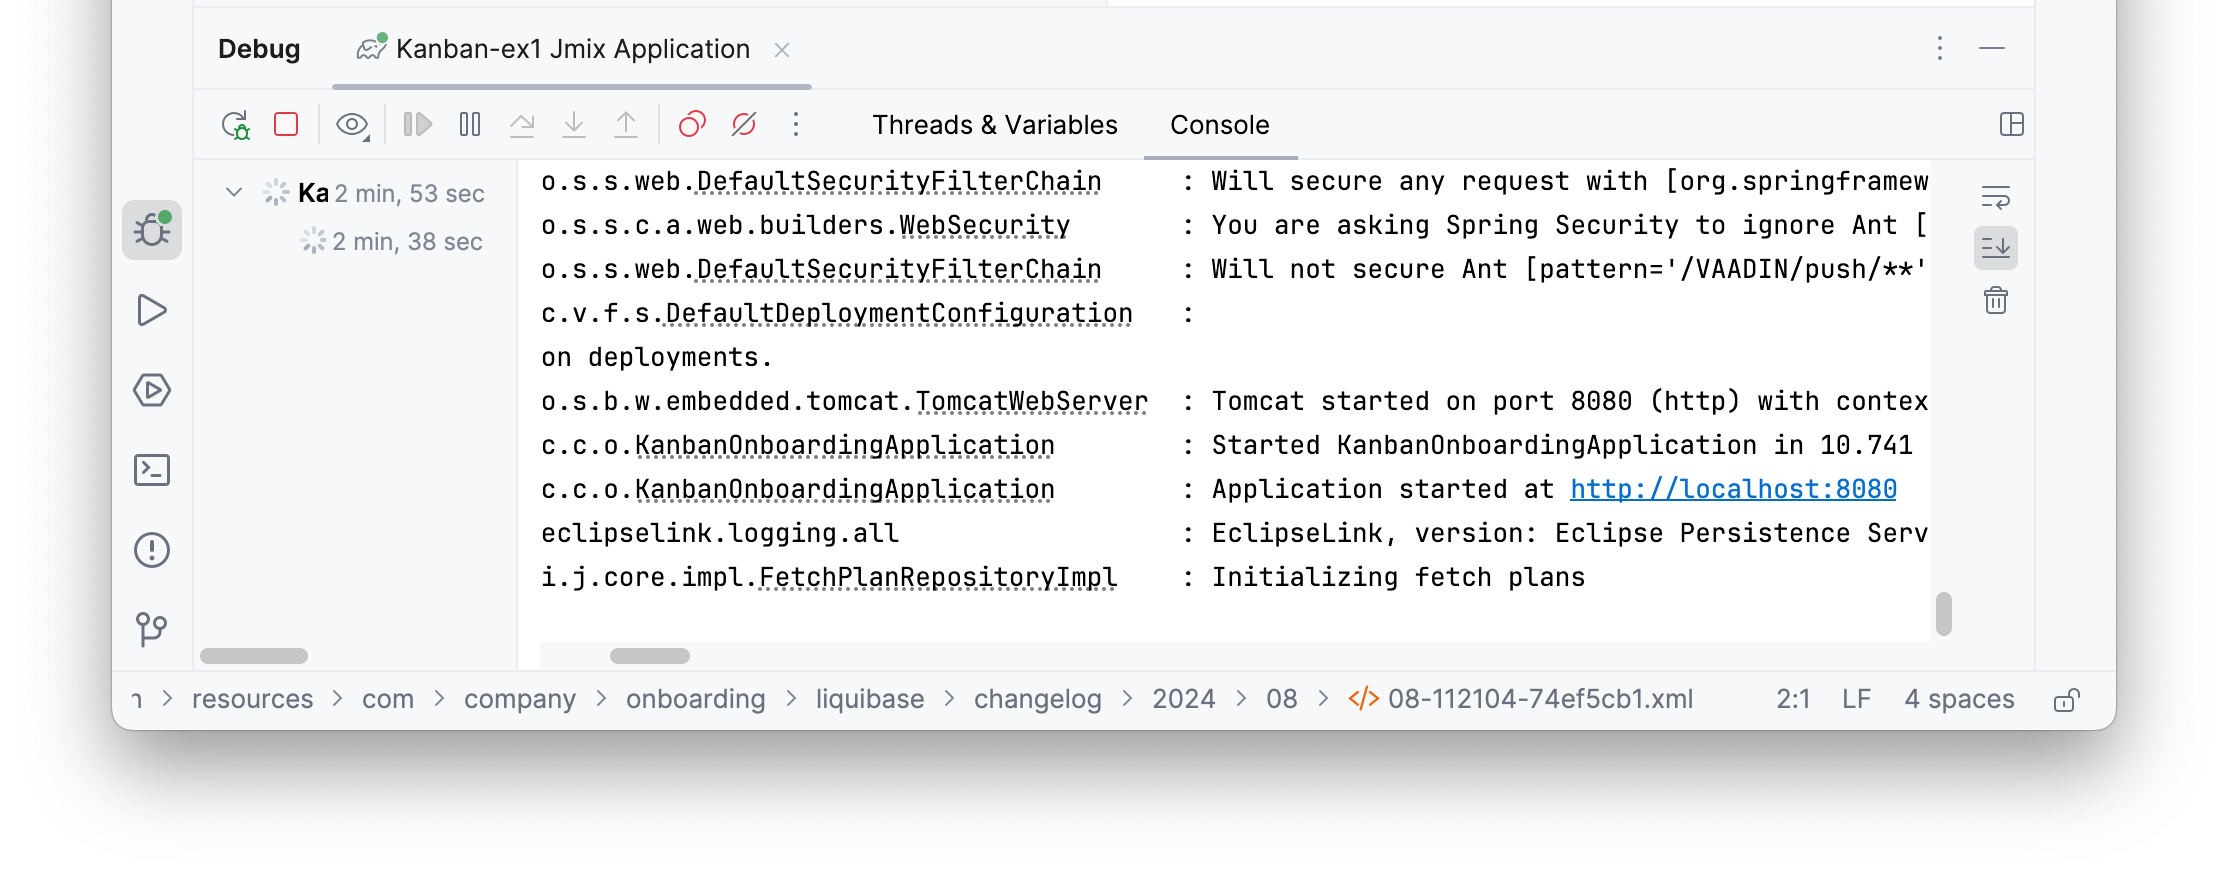 Debug Kanban-ex1 Jmix Application
Threads & Variables Console
Ka 2 min, 53 sec
2 min, 38 sec
o.s.s.web.DefaultSecurityFilterChain : Will secure any request with [org.springframew
o.s.s.c.a.web.builders.WebSecurity : You are asking Spring Security to ignore Ant [
o.s.s.web.DefaultSecurityFilterChain : Will not secure Ant [pattern='/VAADIN/push/**'
c.v.f.s.DefaultDeploymentConfiguration :
on deployments.
o.s.b.w.embedded.tomcat.TomcatWebServer : Tomcat started on port 8080 (http) with contex
c.c.o.KanbanOnboardingApplication : Started KanbanOnboardingApplication in 10.741
c.c.o.KanbanOnboardingApplication : Application started at http://localhost:8080
eclipselink.logging.all : EclipseLink, version: Eclipse Persistence Serv
i.j.core.impl.FetchPlanRepositoryImpl : Initializing fetch plans
> resources > com > company > onboarding > liquibase > changelog > 2024 > 08 > </> 08-112104-74ef5cb1.xml 2:1 LF 4 spaces